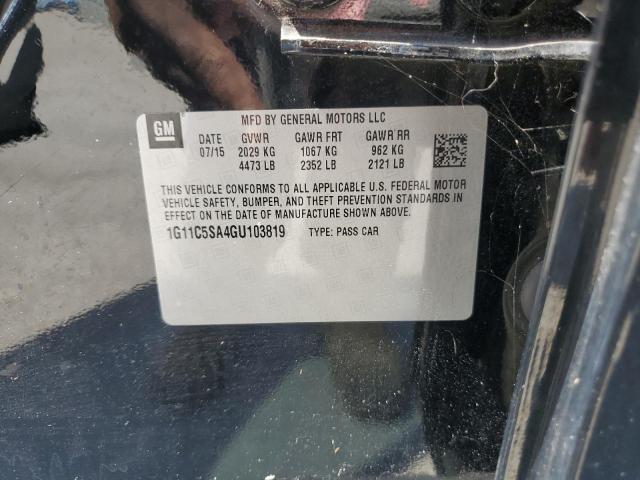 GM
MFD BY GENERAL MOTORS LLC
DATE GVWR GAWR FRT GAWR RR
07/15 2029 KG 1067 KG 962 KG
4473 LB 2352 LB 2121 LB
THIS VEHICLE CONFORMS TO ALL APPLICABLE U.S. FEDERAL MOTOR
VEHICLE SAFETY, BUMPER, AND THEFT PREVENTION STANDARDS IN
EFFECT ON THE DATE OF MANUFACTURE SHOWN ABOVE.
1G11C5SA4GU103819 TYPE: PASS CAR